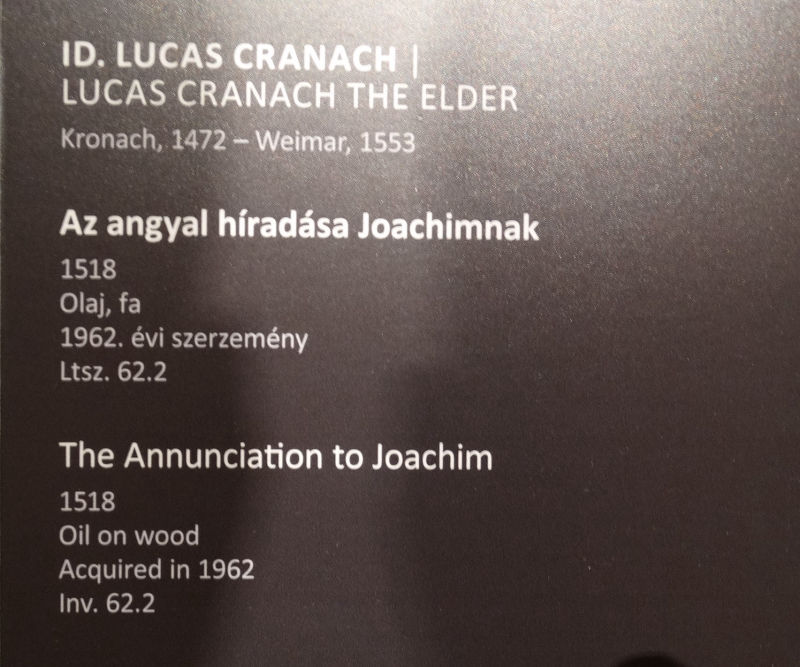 ID. LUCAS CRANACH |
LUCAS CRANACH THE ELDER
Kronach, 1472 – Weimar, 1553
Az angyal híradása Joachimnak
1518
Olaj, fa
1962. évi szerzemény
Ltsz. 62.2
The Annunciation to Joachim
1518
Oil on wood
Acquired in 1962
Inv. 62.2